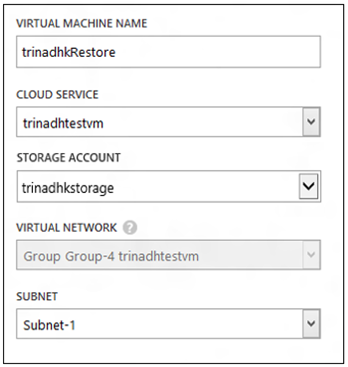 VIRTUAL MACHINE NAME
trinadhkRestore
CLOUD SERVICE
trinadhtestvm
STORAGE ACCOUNT
trinadhkstorage
VIRTUAL NETWORK ?
Group Group-4 trinadhtestvm
SUBNET
Subnet-1